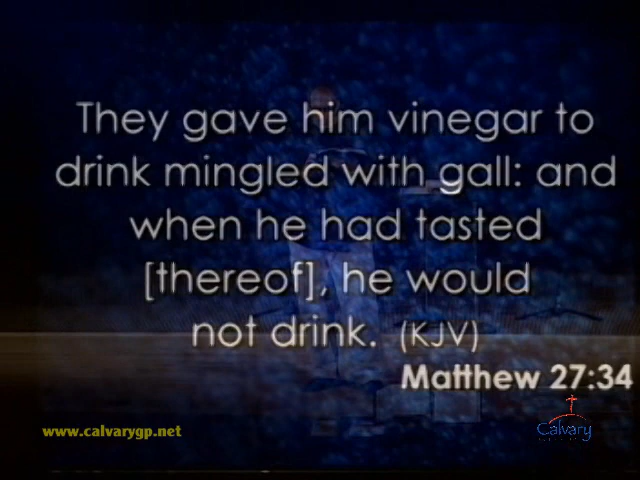 They gave him vinegar to
drink mingled with gall: and
when he had tasted
[thereof], he would
not drink. (KJV)
Matthew 27:34
www.calvarygp.net
Calvary